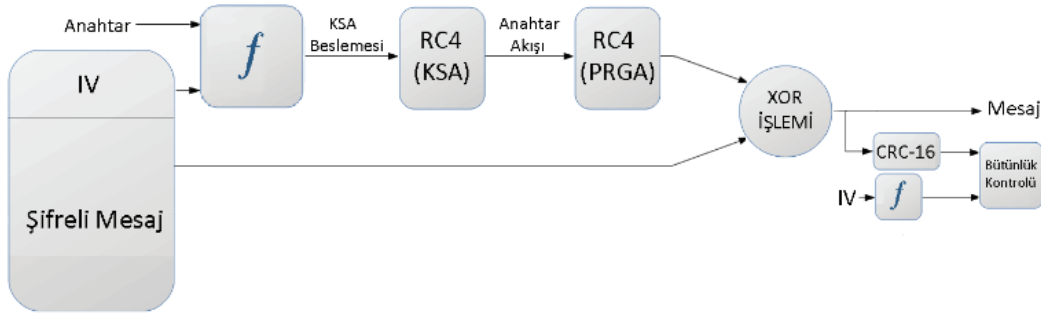 Anahtar
IV
Şifreli Mesaj
f
KSA
Beslemesi
RC4
(KSA)
Anahtar
Akışı
RC4
(PRGA)
XOR
İŞLEMİ
Mesaj
CRC-16
IV
f
Bütünlük
Kontrolü